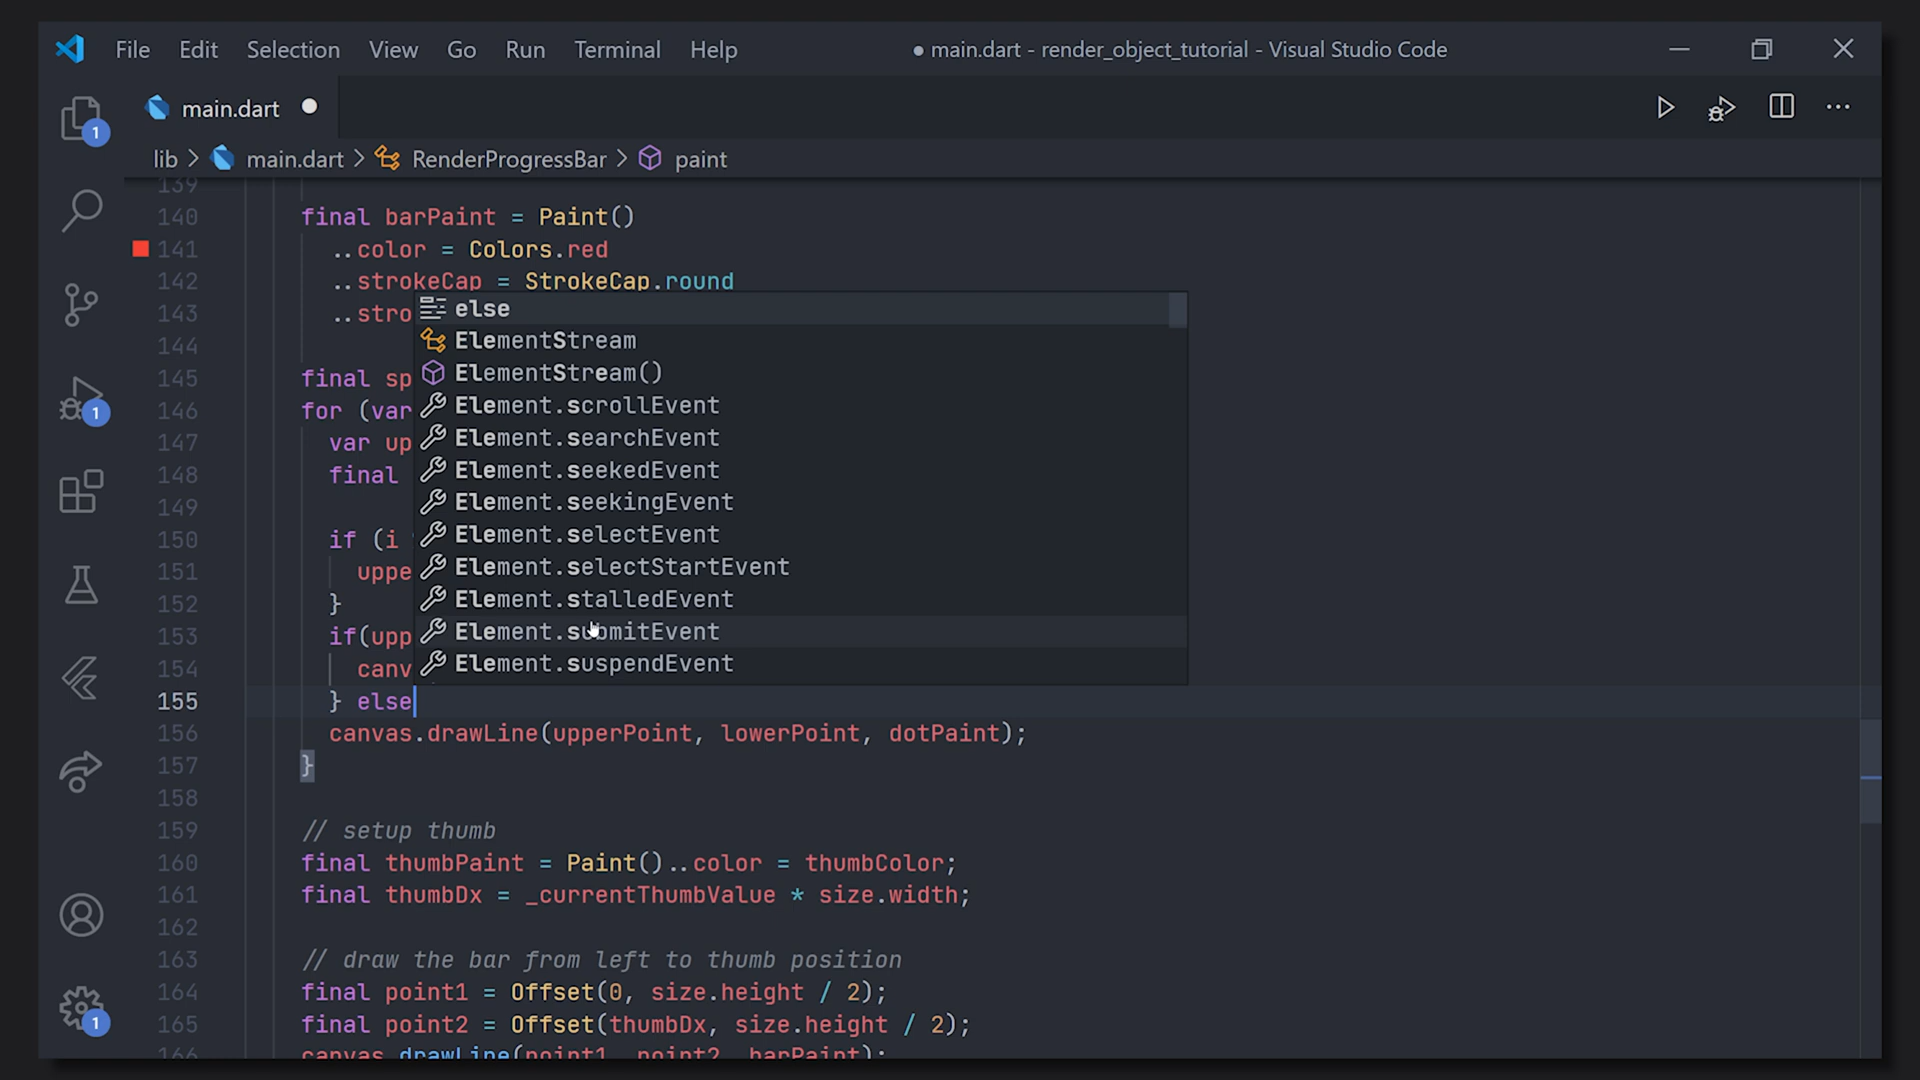 File Edit Selection View Go Run Terminal Help ● main.dart - render_object_tutorial - Visual Studio Code
main.dart
lib > main.dart > RenderProgressBar > paint
139
140 final barPaint = Paint()
141 ..color = Colors.red
142 ..strokeCap = StrokeCap.round
143 ..stro
144
145 final sp
146 for (var
147 var up
148 final
149
150 if (i
151 uppe
152 }
153 if(upp
154 canv
155 } else
else
ElementStream
ElementStream()
Element.scrollEvent
Element.searchEvent
Element.seekedEvent
Element.seekingEvent
Element.selectEvent
Element.selectStartEvent
Element.stalledEvent
Element.submitEvent
Element.suspendEvent
156 canvas.drawLine(upperPoint, lowerPoint, dotPaint);
157 }
158
159 // setup thumb
160 final thumbPaint = Paint()..color = thumbColor;
161 final thumbDx = _currentThumbValue * size.width;
162
163 // draw the bar from left to thumb position
164 final point1 = Offset(0, size.height / 2);
165 final point2 = Offset(thumbDx, size.height / 2);
166 canvas.drawLine(point1, point2, barPaint);
1
1
1